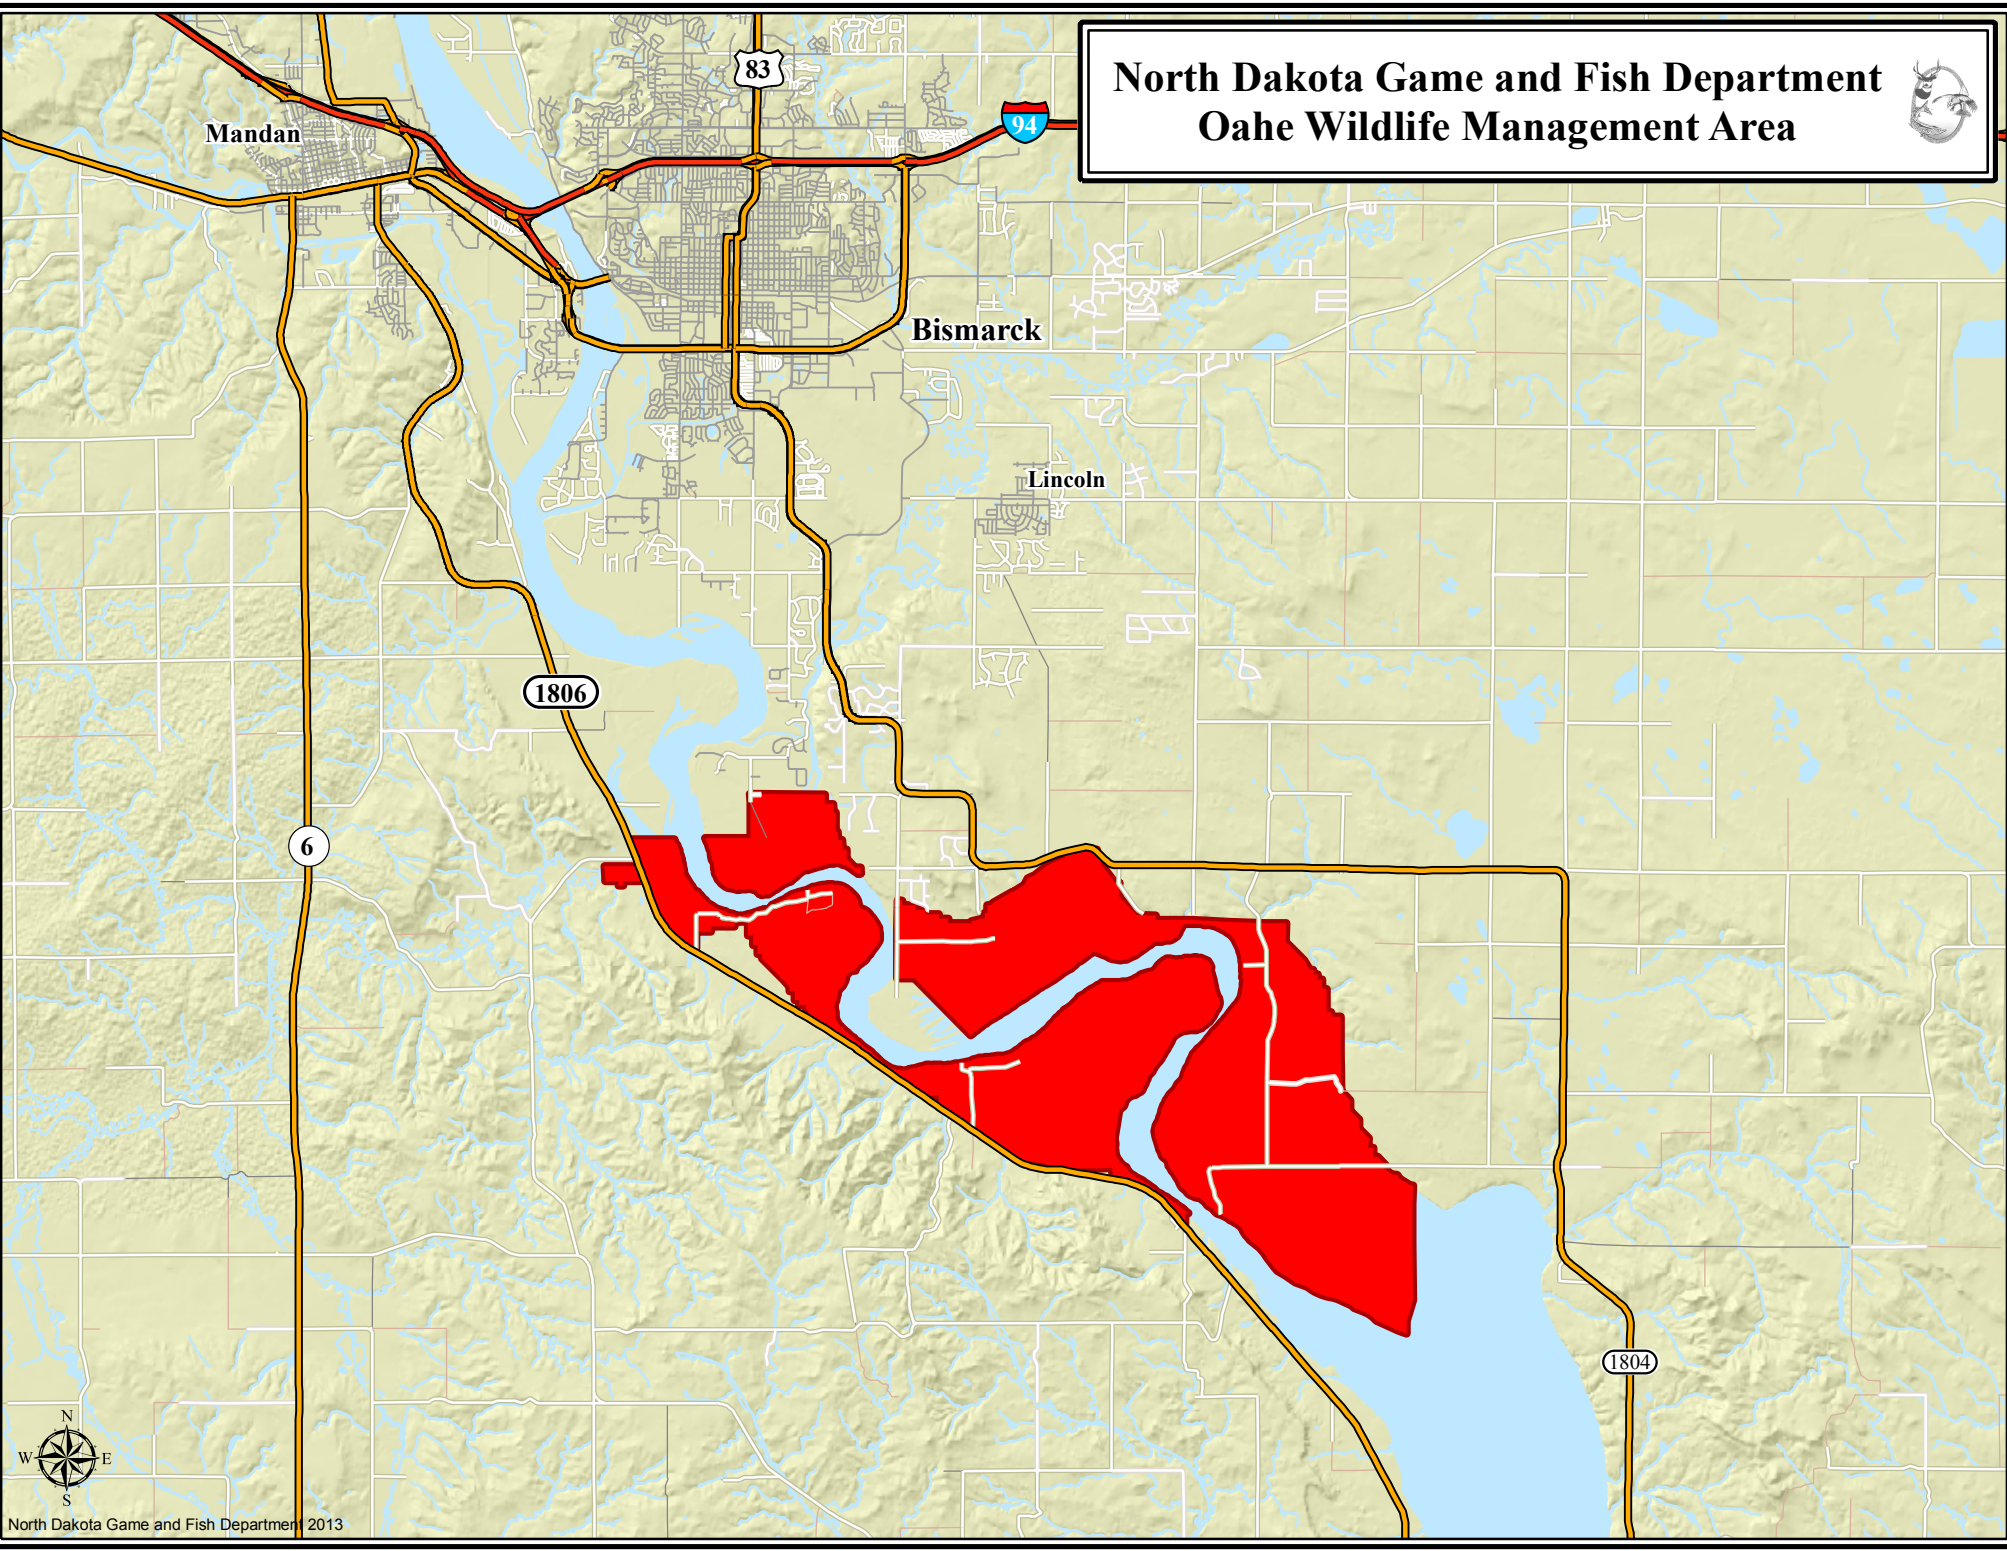 North Dakota Game and Fish Department
Oahe Wildlife Management Area
83
94
Mandan
Bismarck
Lincoln
1806
6
1804
N
W E
S
North Dakota Game and Fish Department 2013